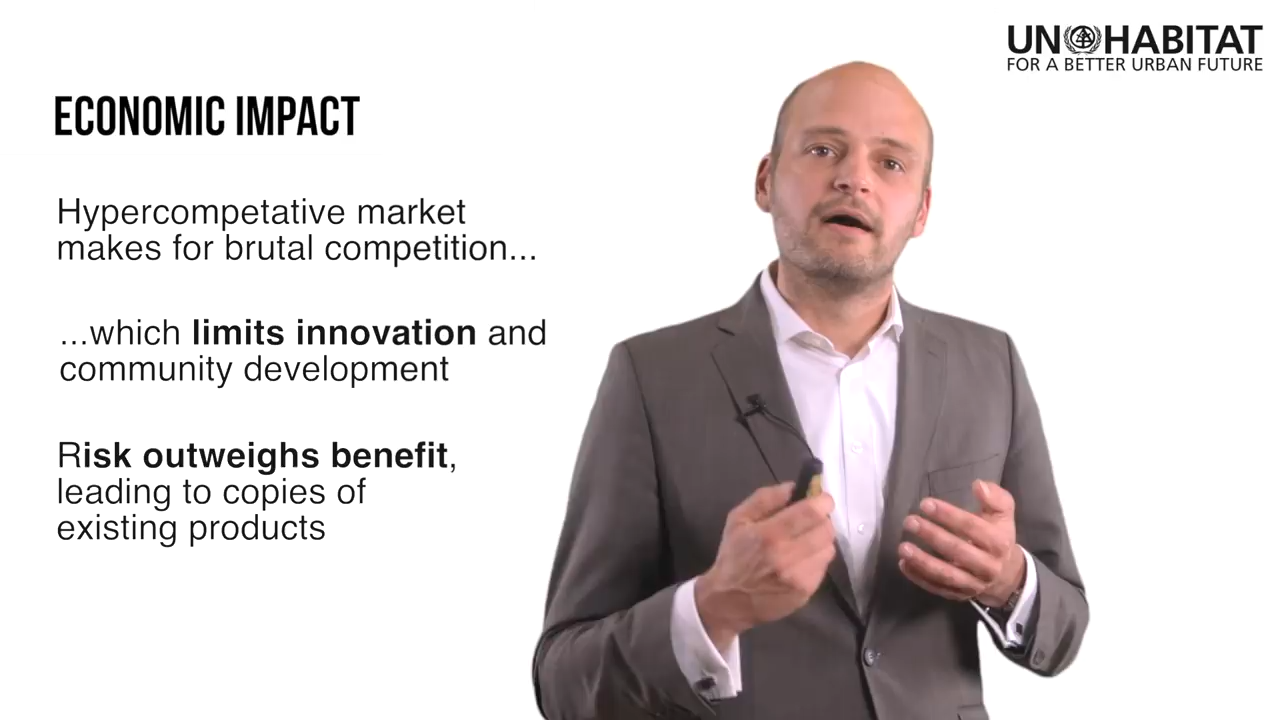 UN HABITAT
FOR A BETTER URBAN FUTURE
ECONOMIC IMPACT
Hypercompetative market
makes for brutal competition...
...which limits innovation and
community development
Risk outweighs benefit,
leading to copies of
existing products